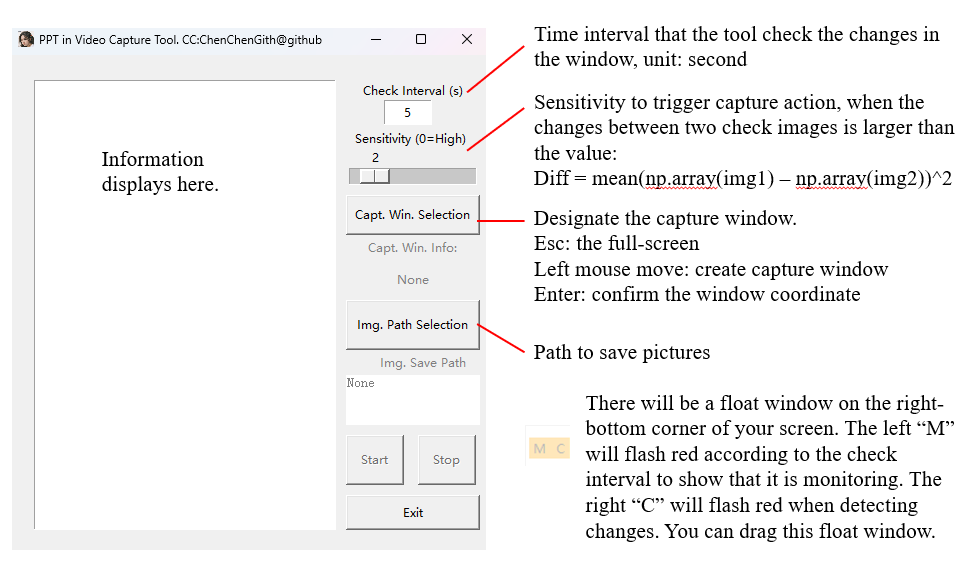 PPT in Video Capture Tool. CC:ChenChenGith@github
Information
displays here.
Check Interval (s)
5
Sensitivity (0=High)
2
Capt. Win. Selection
Capt. Win. Info:
None
Img. Path Selection
Img. Save Path
None
Start
Stop
Exit
Time interval that the tool check the changes in
the window, unit: second
Sensitivity to trigger capture action, when the
changes between two check images is larger than
the value:
Diff = mean(np.array(img1) – np.array(img2))^2
Designate the capture window.
Esc: the full-screen
Left mouse move: create capture window
Enter: confirm the window coordinate
Path to save pictures
M C
There will be a float window on the right-
bottom corner of your screen. The left “M”
will flash red according to the check
interval to show that it is monitoring. The
right “C” will flash red when detecting
changes. You can drag this float window.